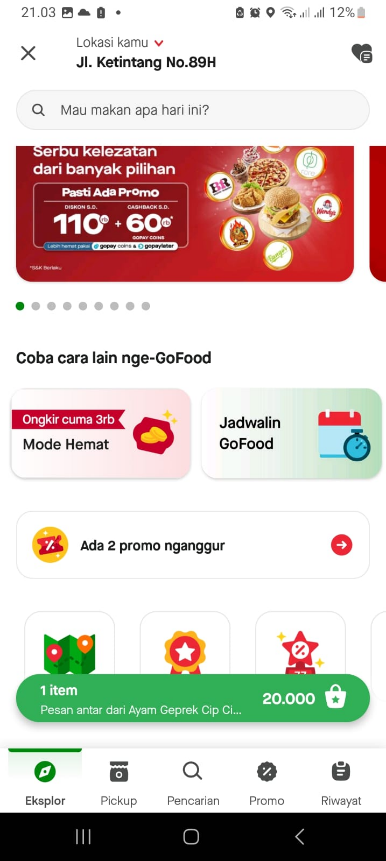 21.03
12%
Lokasi kamu
Jl. Ketintang No.89H
Mau makan apa hari ini?
Serbu kelezatan
dari banyak pilihan
Pasti Ada Promo
DISKON S.D.
110rb
+
CASHBACK S.D.
60rb*
GOPAY COINS
Lebih hemat pakai gopay coins & gopaylater
*S&K Berlaku
Wendy's
Coba cara lain nge-GoFood
Ongkir cuma 3rb
Mode Hemat
Jadwalin
GoFood
Ada 2 promo nganggur
1 item
Pesan antar dari Ayam Geprek Cip Ci...
20.000
Eksplor
Pickup
Pencarian
Promo
Riwayat